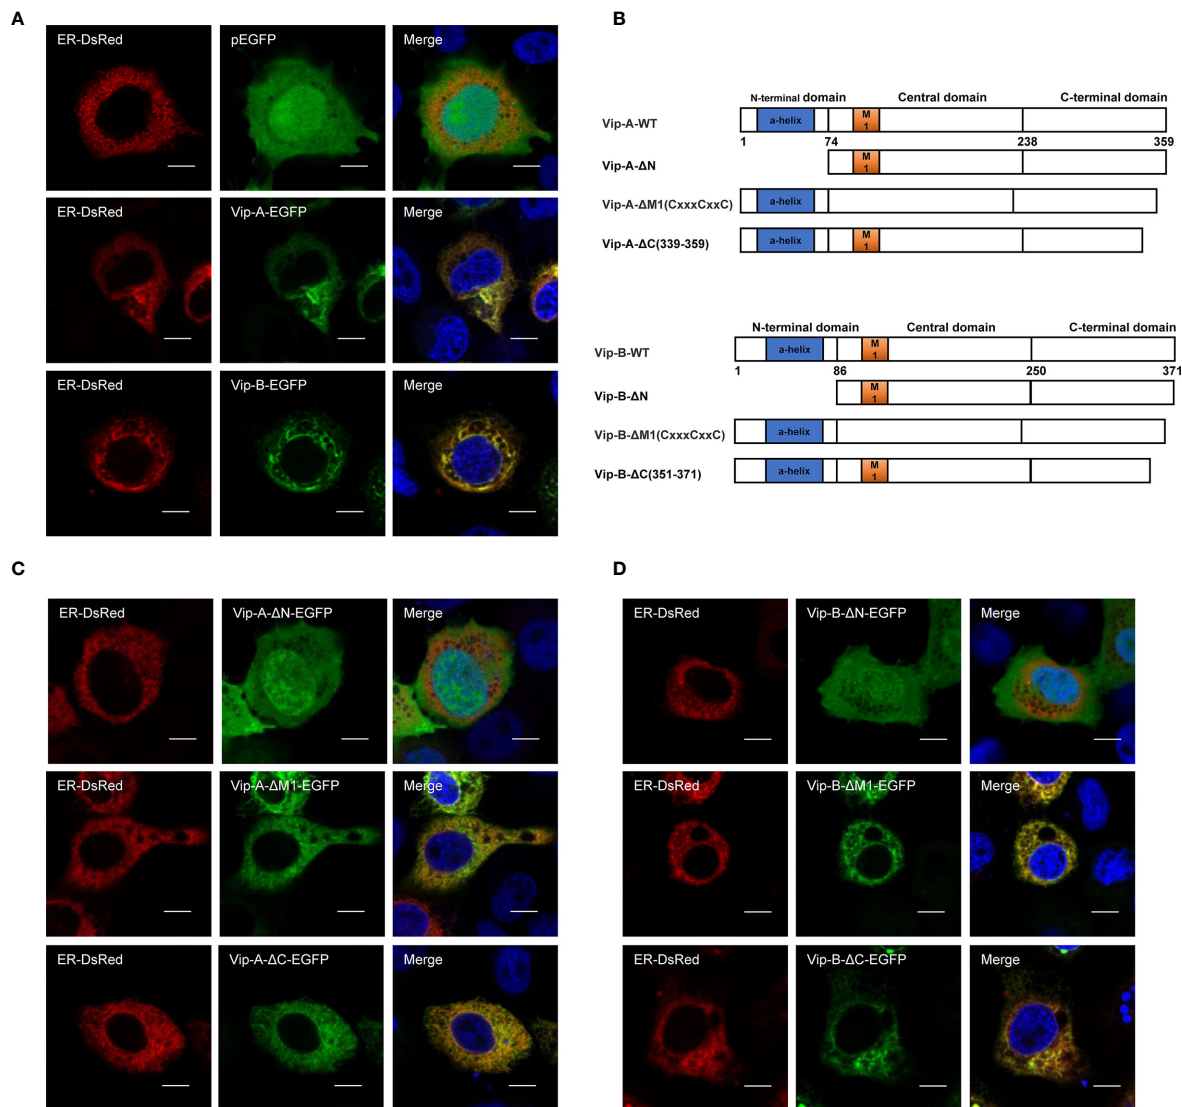 A
ER-DsRed pEGFP Merge
ER-DsRed Vip-A-EGFP Merge
ER-DsRed Vip-B-EGFP Merge
B
N-terminal domain Central domain C-terminal domain
Vip-A-WT a-helix M 1
1 74 238 359
Vip-A-ΔN M 1
Vip-A-ΔM1(CxxxCxxC) a-helix
Vip-A-ΔC(339-359) a-helix M 1
N-terminal domain Central domain C-terminal domain
Vip-B-WT a-helix M 1
1 86 250 371
Vip-B-ΔN M 1
Vip-B-ΔM1(CxxxCxxC) a-helix
Vip-B-ΔC(351-371) a-helix M 1
C
ER-DsRed Vip-A-ΔN-EGFP Merge
ER-DsRed Vip-A-ΔM1-EGFP Merge
ER-DsRed Vip-A-ΔC-EGFP Merge
D
ER-DsRed Vip-B-ΔN-EGFP Merge
ER-DsRed Vip-B-ΔM1-EGFP Merge
ER-DsRed Vip-B-ΔC-EGFP Merge